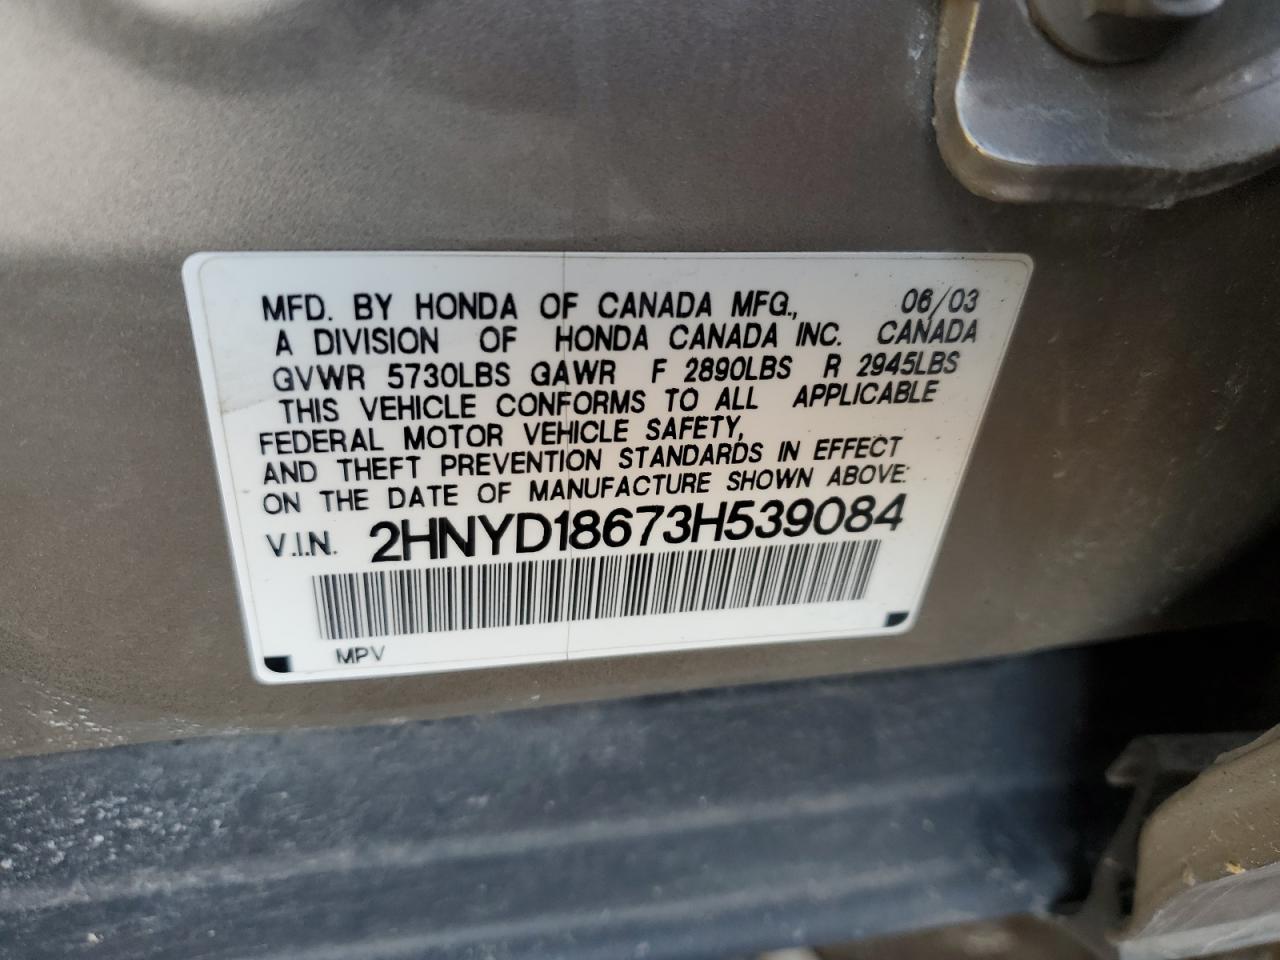 MFD. BY HONDA OF CANADA MFG., 06/03
A DIVISION OF HONDA CANADA INC. CANADA
GVWR 5730LBS GAWR F 2890LBS R 2945LBS
THIS VEHICLE CONFORMS TO ALL APPLICABLE
FEDERAL MOTOR VEHICLE SAFETY,
AND THEFT PREVENTION STANDARDS IN EFFECT
ON THE DATE OF MANUFACTURE SHOWN ABOVE:
V.I.N. 2HNYD18673H539084
MPV